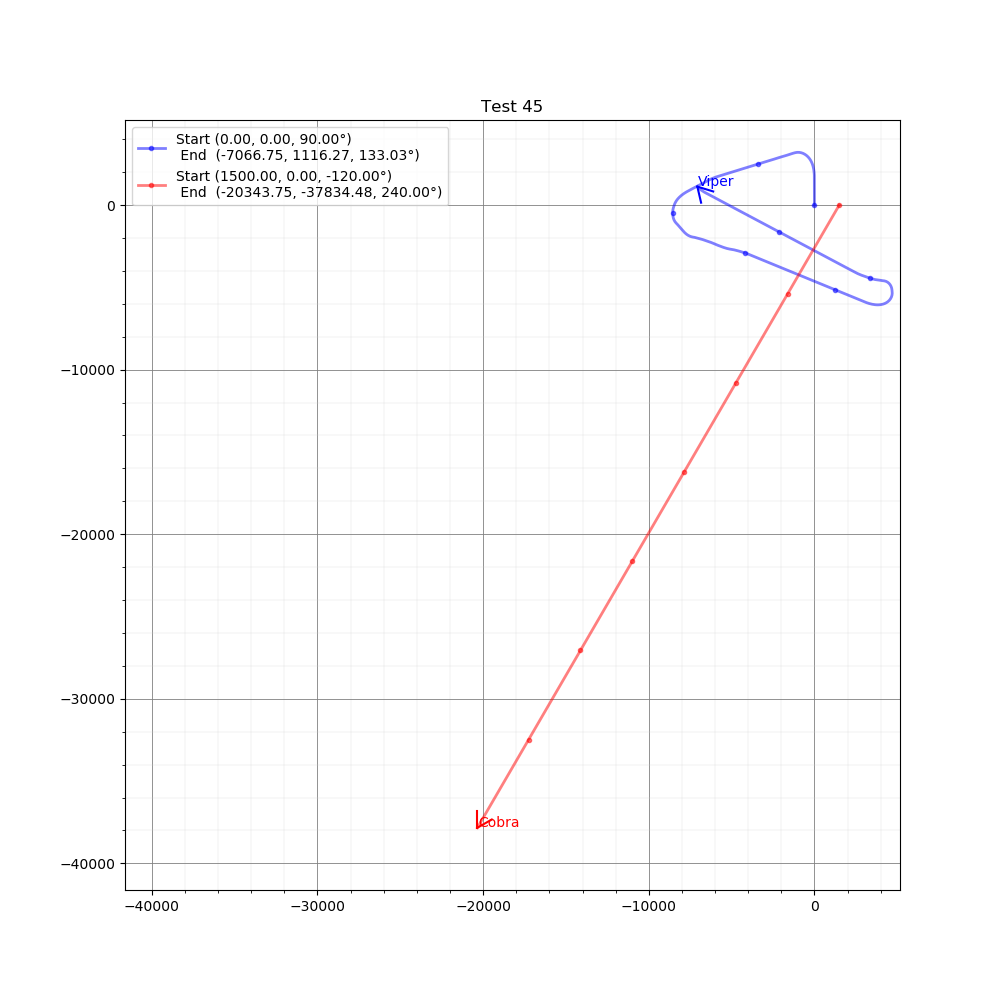 Test 45
Start (0.00, 0.00, 90.00°)
End  (-7066.75, 1116.27, 133.03°)
Start (1500.00, 0.00, -120.00°)
End  (-20343.75, -37834.48, 240.00°)
Viper
0
−10000
−20000
−30000
Cobra
−40000
−40000 −30000 −20000 −10000 0